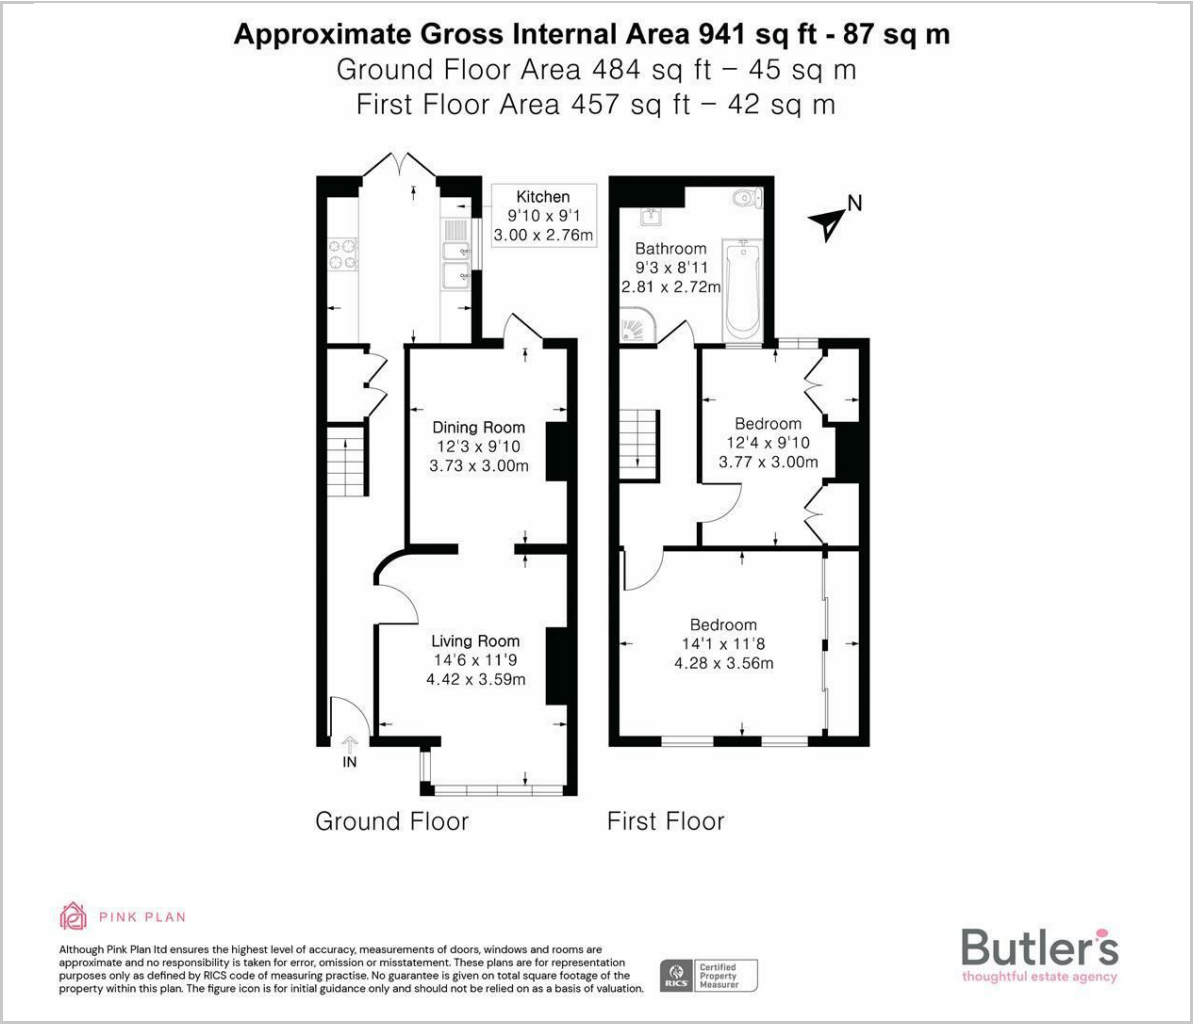 Approximate Gross Internal Area 941 sq ft - 87 sq m
Ground Floor Area 484 sq ft – 45 sq m
First Floor Area 457 sq ft – 42 sq m
Kitchen
9'10 x 9'1
3.00 x 2.76m
N
Bathroom
9'3 x 8'11
2.81 x 2.72m
Dining Room
12'3 x 9'10
3.73 x 3.00m
Bedroom
12'4 x 9'10
3.77 x 3.00m
Living Room
14'6 x 11'9
4.42 x 3.59m
Bedroom
14'1 x 11'8
4.28 x 3.56m
IN
Ground Floor
First Floor
PINK PLAN
Although Pink Plan ltd ensures the highest level of accuracy, measurements of doors, windows and rooms are
approximate and no responsibility is taken for error, omission or misstatement. These plans are for representation
purposes only as defined by RICS code of measuring practise. No guarantee is given on total square footage of the
property within this plan. The figure icon is for initial guidance only and should not be relied on as a basis of valuation.
RICS
Certified
Property
Measurer
Butler's
thoughtful estate agency